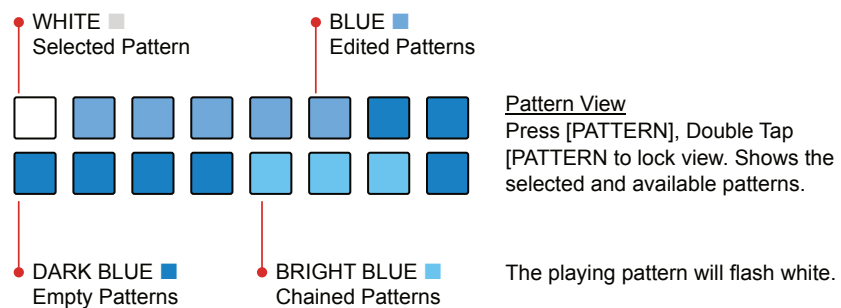 WHITE
Selected Pattern
BLUE
Edited Patterns
Pattern View
Press [PATTERN], Double Tap
[PATTERN to lock view. Shows the
selected and available patterns.
DARK BLUE
Empty Patterns
BRIGHT BLUE
Chained Patterns
The playing pattern will flash white.